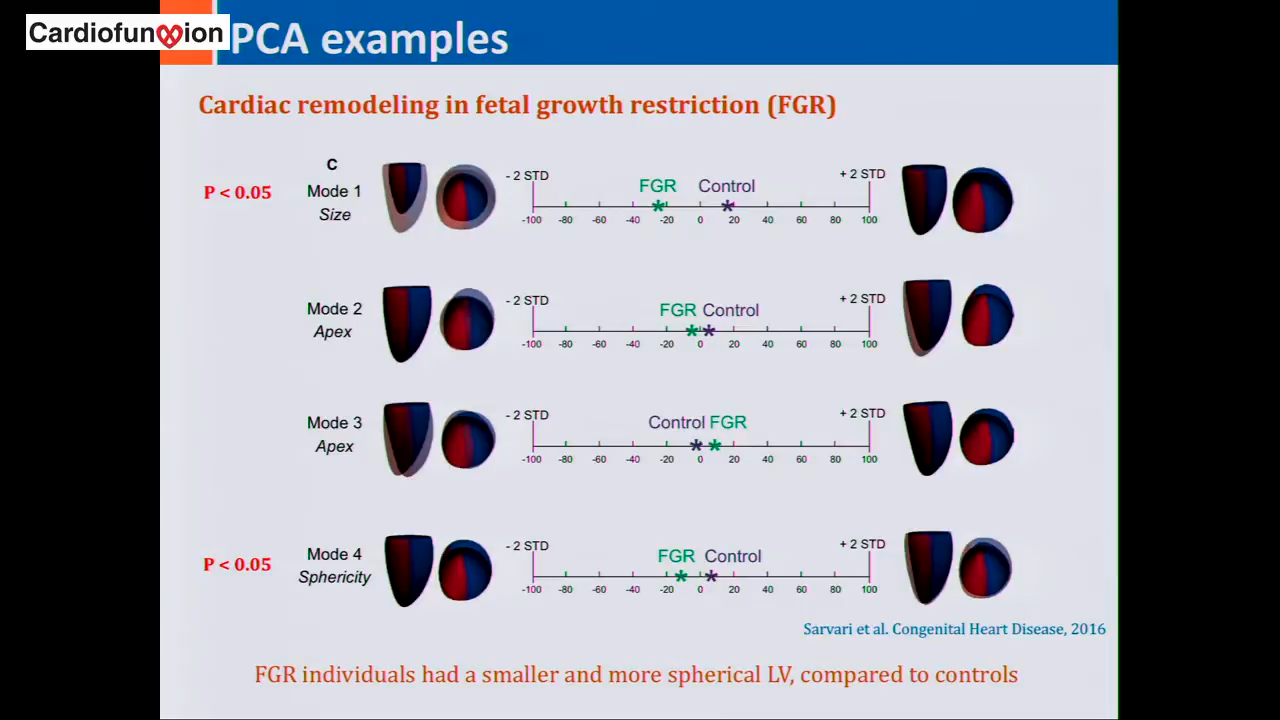 Cardiofunxion
PCA examples
Cardiac remodeling in fetal growth restriction (FGR)
C
P < 0.05
Mode 1
Size
- 2 STD
FGR
Control
+ 2 STD
-100 -80 -60 -40 -20 0 20 40 60 80 100
Mode 2
Apex
- 2 STD
FGR
Control
+ 2 STD
-100 -80 -60 -40 -20 0 20 40 60 80 100
Mode 3
Apex
- 2 STD
Control
FGR
+ 2 STD
-100 -80 -60 -40 -20 0 20 40 60 80 100
P < 0.05
Mode 4
Sphericity
- 2 STD
FGR
Control
+ 2 STD
-100 -80 -60 -40 -20 0 20 40 60 80 100
Sarvari et al. Congenital Heart Disease, 2016
FGR individuals had a smaller and more spherical LV, compared to controls